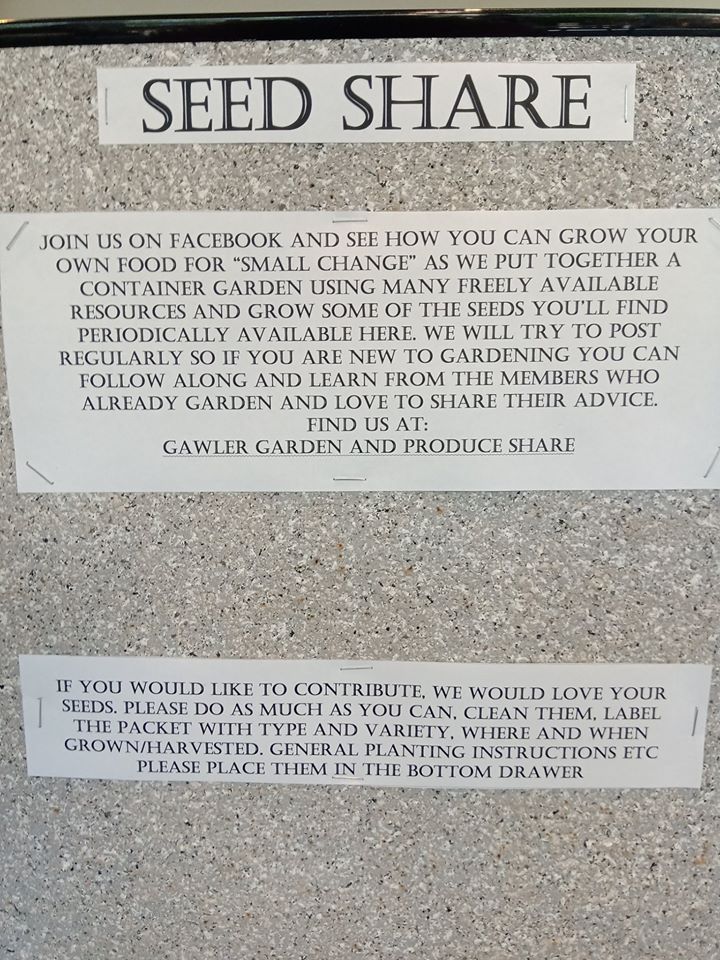 SEED SHARE
JOIN US ON FACEBOOK AND SEE HOW YOU CAN GROW YOUR
OWN FOOD FOR “SMALL CHANGE” AS WE PUT TOGETHER A
CONTAINER GARDEN USING MANY FREELY AVAILABLE
RESOURCES AND GROW SOME OF THE SEEDS YOU’LL FIND
PERIODICALLY AVAILABLE HERE. WE WILL TRY TO POST
REGULARLY SO IF YOU ARE NEW TO GARDENING YOU CAN
FOLLOW ALONG AND LEARN FROM THE MEMBERS WHO
ALREADY GARDEN AND LOVE TO SHARE THEIR ADVICE.
FIND US AT:
GAWLER GARDEN AND PRODUCE SHARE
IF YOU WOULD LIKE TO CONTRIBUTE, WE WOULD LOVE YOUR
SEEDS. PLEASE DO AS MUCH AS YOU CAN, CLEAN THEM, LABEL
THE PACKET WITH TYPE AND VARIETY, WHERE AND WHEN
GROWN/HARVESTED. GENERAL PLANTING INSTRUCTIONS ETC
PLEASE PLACE THEM IN THE BOTTOM DRAWER